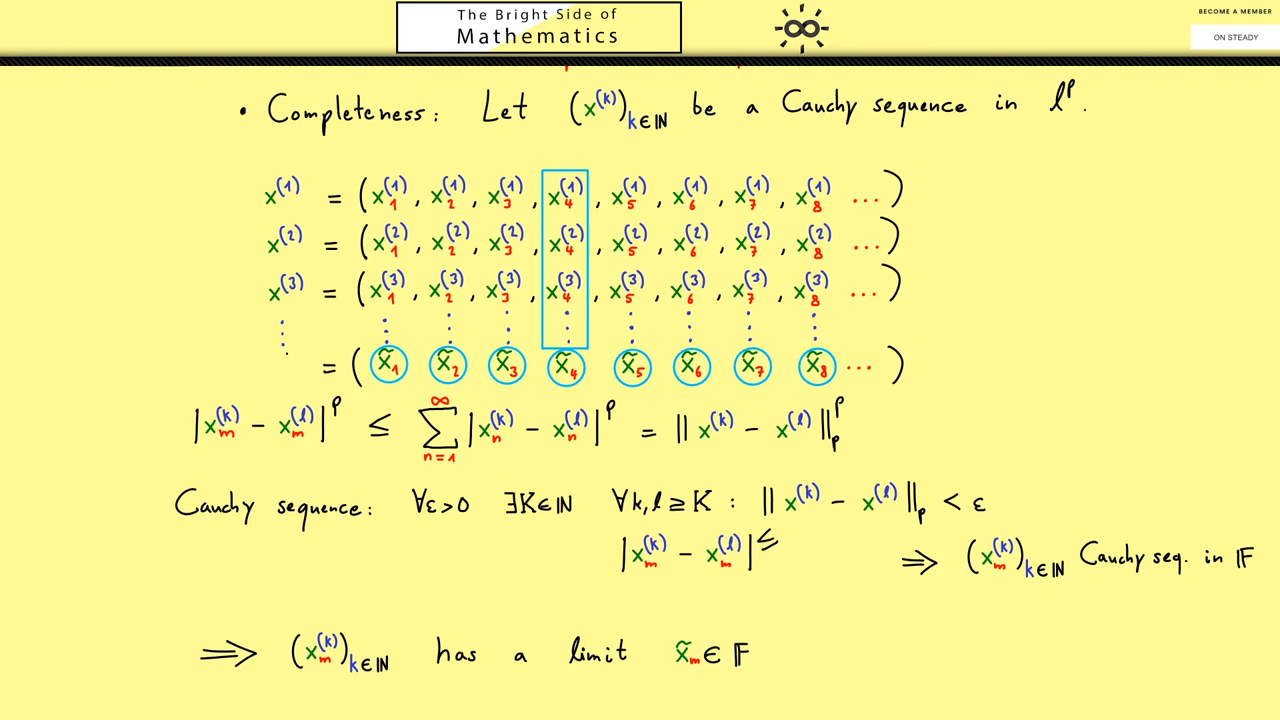 The Bright Side of
Mathematics
BECOME A MEMBER
ON STEADY
• Completeness: Let (x^(k))_k∈ℕ be a Cauchy sequence in l^p.
x^(1) = (x_1^(1), x_2^(1), x_3^(1), x_4^(1), x_5^(1), x_6^(1), x_7^(1), x_8^(1) ...)
x^(2) = (x_1^(2), x_2^(2), x_3^(2), x_4^(2), x_5^(2), x_6^(2), x_7^(2), x_8^(2) ...)
x^(3) = (x_1^(3), x_2^(3), x_3^(3), x_4^(3), x_5^(3), x_6^(3), x_7^(3), x_8^(3) ...)
= (x̃_1 x̃_2 x̃_3 x̃_4 x̃_5 x̃_6 x̃_7 x̃_8 ...)
|x_m^(k) − x_m^(l)|^p ≤ ∑_{n=1}^∞ |x_n^(k) − x_n^(l)|^p = ‖x^(k) − x^(l)‖_p^p
Cauchy sequence: ∀ε>0 ∃K∈ℕ ∀k,l≥K : ‖x^(k) − x^(l)‖_p < ε
|x_m^(k) − x_m^(l)| ≤ ⟹ (x_m^(k))_k∈ℕ Cauchy seq. in 𝔽
⟹ (x_m^(k))_k∈ℕ has a limit x̃_m ∈ 𝔽